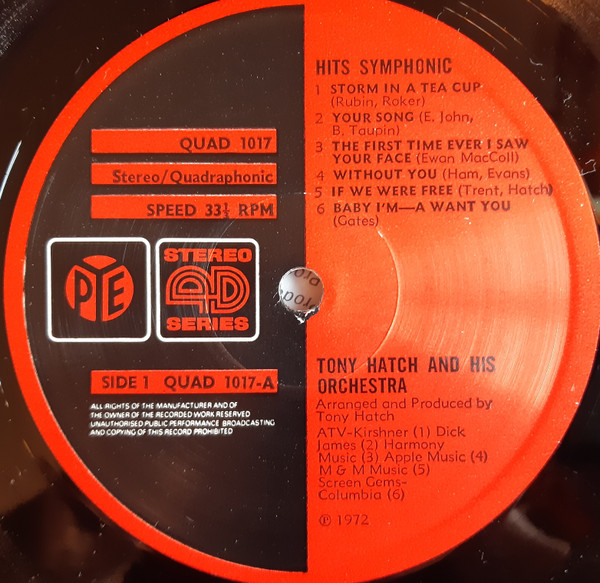 QUAD 1017
Stereo/Quadraphonic
SPEED 33⅓ RPM
PYE
STEREO
QD
SERIES
SIDE 1 QUAD 1017-A
ALL RIGHTS OF THE MANUFACTURER AND OF
THE OWNER OF THE RECORDED WORK RESERVED
UNAUTHORISED PUBLIC PERFORMANCE BROADCASTING
AND COPYING OF THIS RECORD PROHIBITED
HITS SYMPHONIC
1 STORM IN A TEA CUP
(Rubin, Roker)
2 YOUR SONG (E. John,
B. Taupin)
3 THE FIRST TIME EVER I SAW
YOUR FACE (Ewan MacColl)
4 WITHOUT YOU (Ham, Evans)
5 IF WE WERE FREE (Trent, Hatch)
6 BABY I'M—A WANT YOU
(Gates)
TONY HATCH AND HIS
ORCHESTRA
Arranged and Produced by
Tony Hatch
ATV-Kirshner (1) Dick
James (2) Harmony
Music (3) Apple Music (4)
M & M Music (5)
Screen Gems-
Columbia (6)
℗ 1972